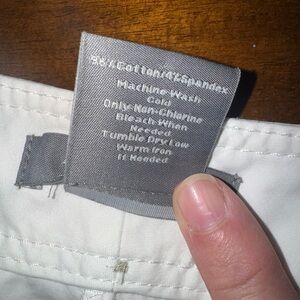 96%Cotton/4%Spandex
Machine Wash
Cold
Only-Non-Chlorine
Bleach When
Needed
Tumble Dry Low
Warm Iron
If Needed